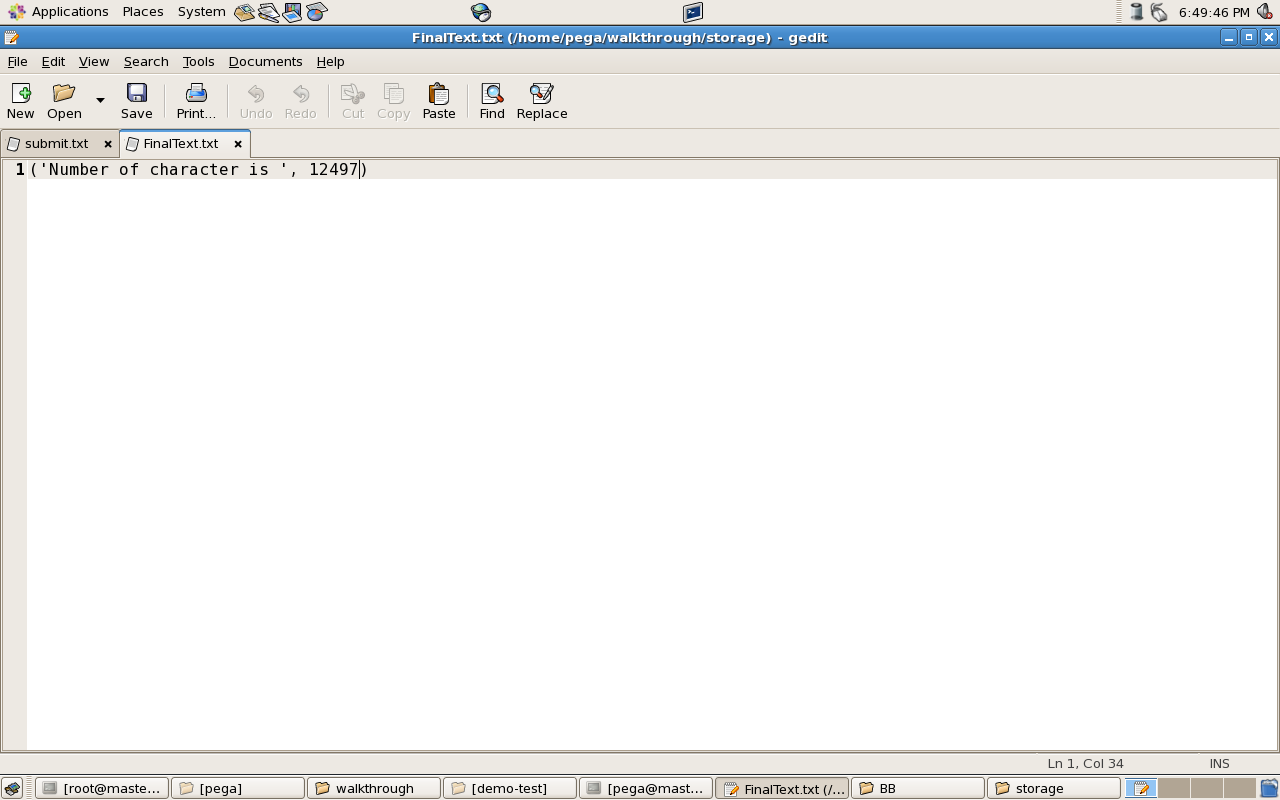 Applications Places System 6:49:46 PM
FinalText.txt (/home/pega/walkthrough/storage) - gedit
File Edit View Search Tools Documents Help
New Open Save Print... Undo Redo Cut Copy Paste Find Replace
submit.txt FinalText.txt
1 ('Number of character is ', 12497)
Ln 1, Col 34 INS
[root@maste... [pega] walkthrough [demo-test] [pega@mast... FinalText.txt (/... BB storage